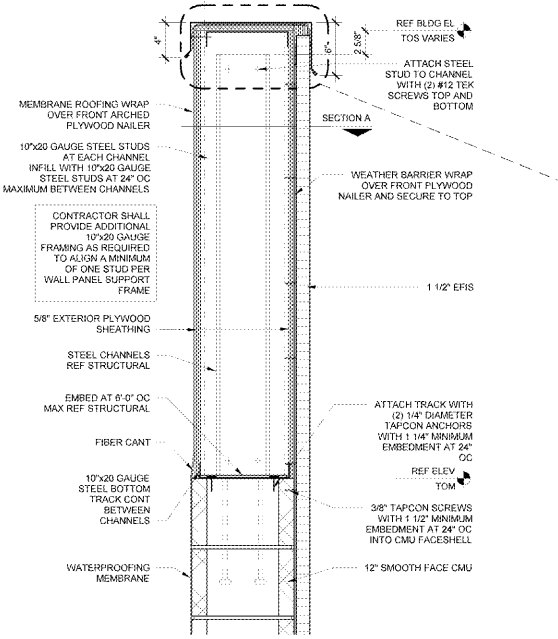 REF BLDG EL
TOS VARIES
4"
6"
2 5/8"
ATTACH STEEL
STUD TO CHANNEL
WITH (2) #12 TEK
SCREWS TOP AND
BOTTOM
MEMBRANE ROOFING WRAP
OVER FRONT ARCHED
PLYWOOD NAILER
SECTION A
10"x20 GAUGE STEEL STUDS
AT EACH CHANNEL
INFILL WITH 10"x20 GAUGE
STEEL STUDS AT 24" OC
MAXIMUM BETWEEN CHANNELS
WEATHER BARRIER WRAP
OVER FRONT PLYWOOD
NAILER AND SECURE TO TOP
CONTRACTOR SHALL
PROVIDE ADDITIONAL
10"x20 GAUGE
FRAMING AS REQUIRED
TO ALIGN A MINIMUM
OF ONE STUD PER
WALL PANEL SUPPORT
FRAME
1 1/2" EFIS
5/8" EXTERIOR PLYWOOD
SHEATHING
STEEL CHANNELS
REF STRUCTURAL
EMBED AT 6'-0" OC
MAX REF STRUCTURAL
ATTACH TRACK WITH
(2) 1/4" DIAMETER
TAPCON ANCHORS
WITH 1 1/4" MINIMUM
EMBEDMENT AT 24"
OC
FIBER CANT
REF ELEV
TOM
10"x20 GAUGE
STEEL BOTTOM
TRACK CONT
BETWEEN
CHANNELS
3/8" TAPCON SCREWS
WITH 1 1/2" MINIMUM
EMBEDMENT AT 24" OC
INTO CMU FACESHELL
WATERPROOFING
MEMBRANE
12" SMOOTH FACE CMU